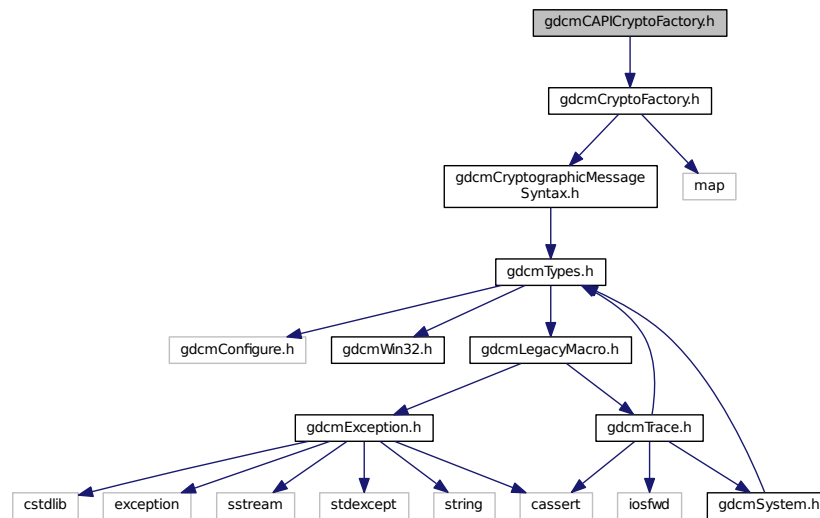 gdcmCAPICryptoFactory.h
gdcmCryptoFactory.h
gdcmCryptographicMessage
Syntax.h
map
gdcmTypes.h
gdcmConfigure.h
gdcmWin32.h
gdcmLegacyMacro.h
gdcmException.h
gdcmTrace.h
cstdlib
exception
sstream
stdexcept
string
cassert
iosfwd
gdcmSystem.h